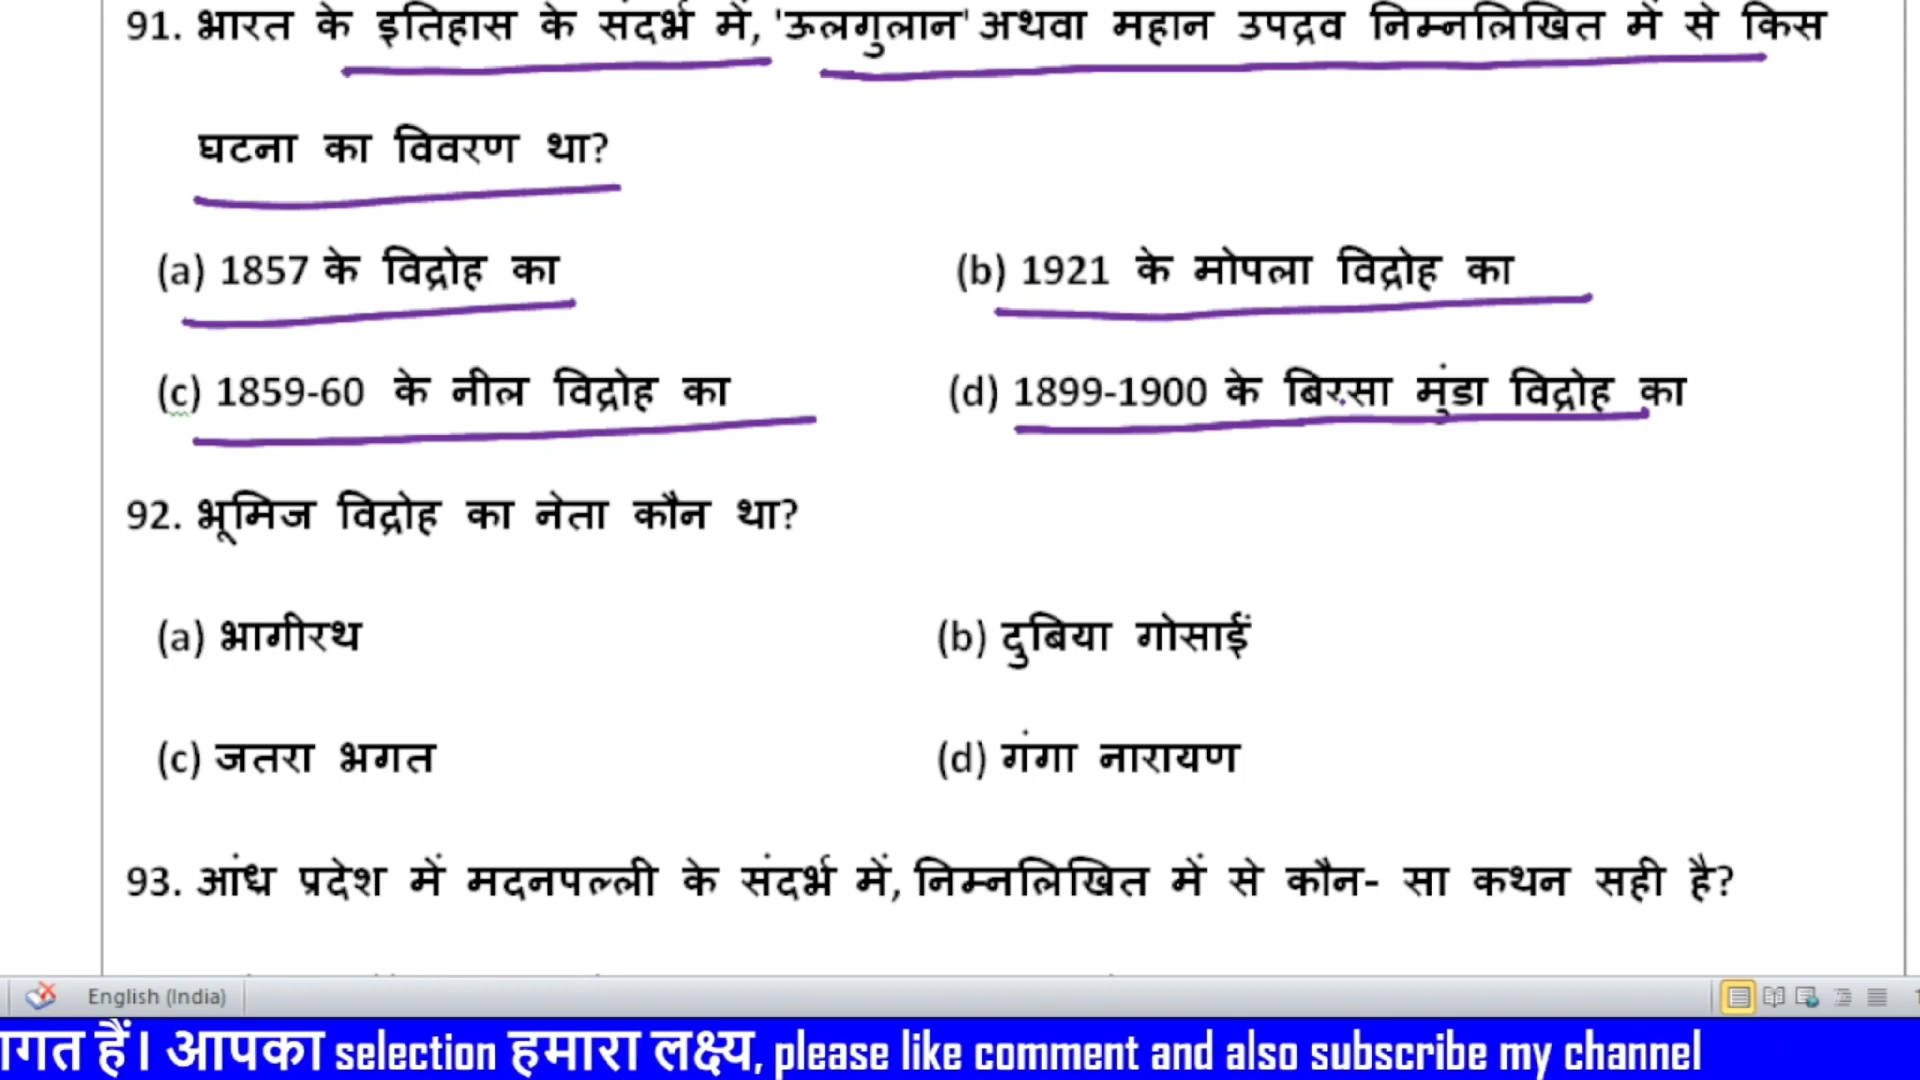 91. भारत के इतिहास के संदर्भ में, 'ऊलगुलान' अथवा महान उपद्रव निम्नलिखित में से किस
घटना का विवरण था?
(a) 1857 के विद्रोह का (b) 1921 के मोपला विद्रोह का
(c) 1859-60 के नील विद्रोह का (d) 1899-1900 के बिरसा मुंडा विद्रोह का
92. भूमिज विद्रोह का नेता कौन था?
(a) भागीरथ (b) दुबिया गोसाईं
(c) जतरा भगत (d) गंगा नारायण
93. आंध्र प्रदेश में मदनपल्ली के संदर्भ में, निम्नलिखित में से कौन- सा कथन सही है?
English (India)
हैं। आपका selection हमारा लक्ष्य, please like comment and also subscribe my channel